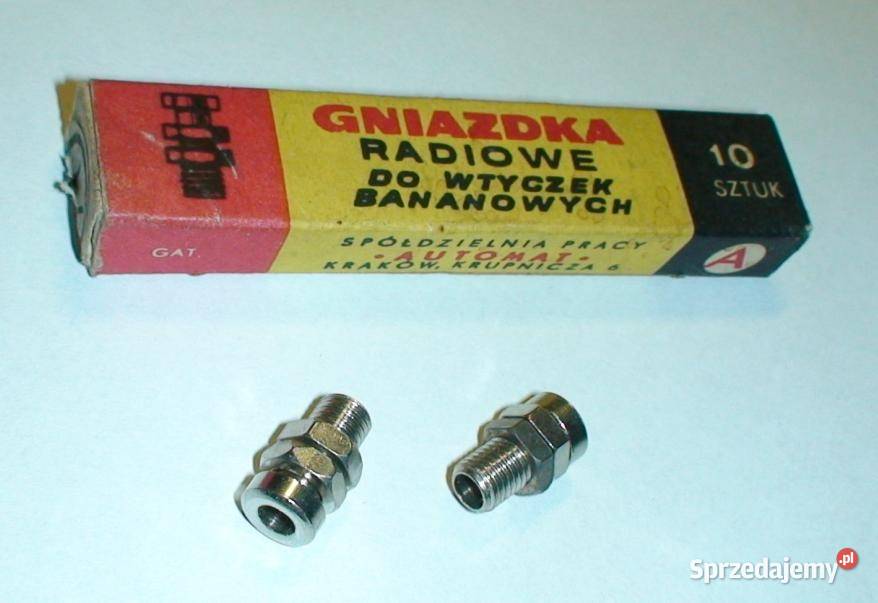 GNIAZDKA
RADIOWE
DO WTYCZEK
BANANOWYCH
10
SZTUK
GAT.
SPÓŁDZIELNIA PRACY
• AUTOMAT •
KRAKÓW, KRUPNICZA 6
A
Sprzedajemy.pl